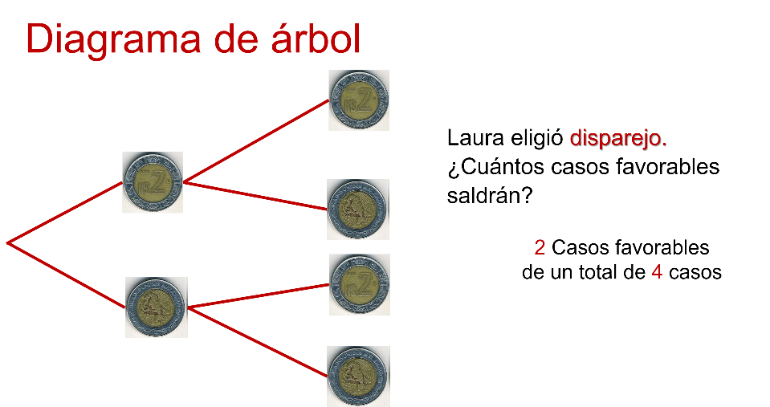 Diagrama de árbol
Laura eligió disparejo.
¿Cuántos casos favorables
saldrán?
2 Casos favorables
de un total de 4 casos